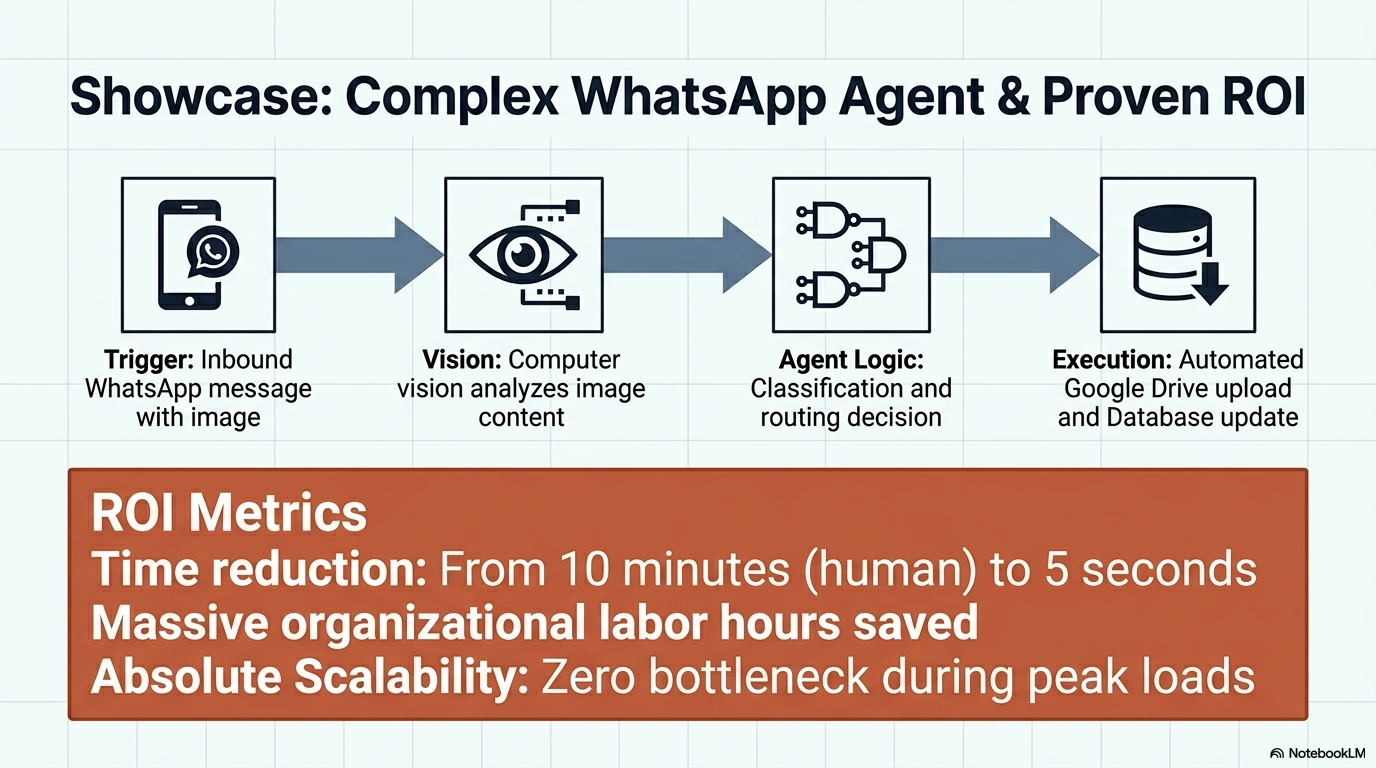 Showcase: Complex WhatsApp Agent & Proven ROI
Trigger: Inbound
WhatsApp message
with image
Vision: Computer
vision analyzes image
content
Agent Logic:
Classification and
routing decision
Execution: Automated
Google Drive upload
and Database update
ROI Metrics
Time reduction: From 10 minutes (human) to 5 seconds
Massive organizational labor hours saved
Absolute Scalability: Zero bottleneck during peak loads
NotebookLM